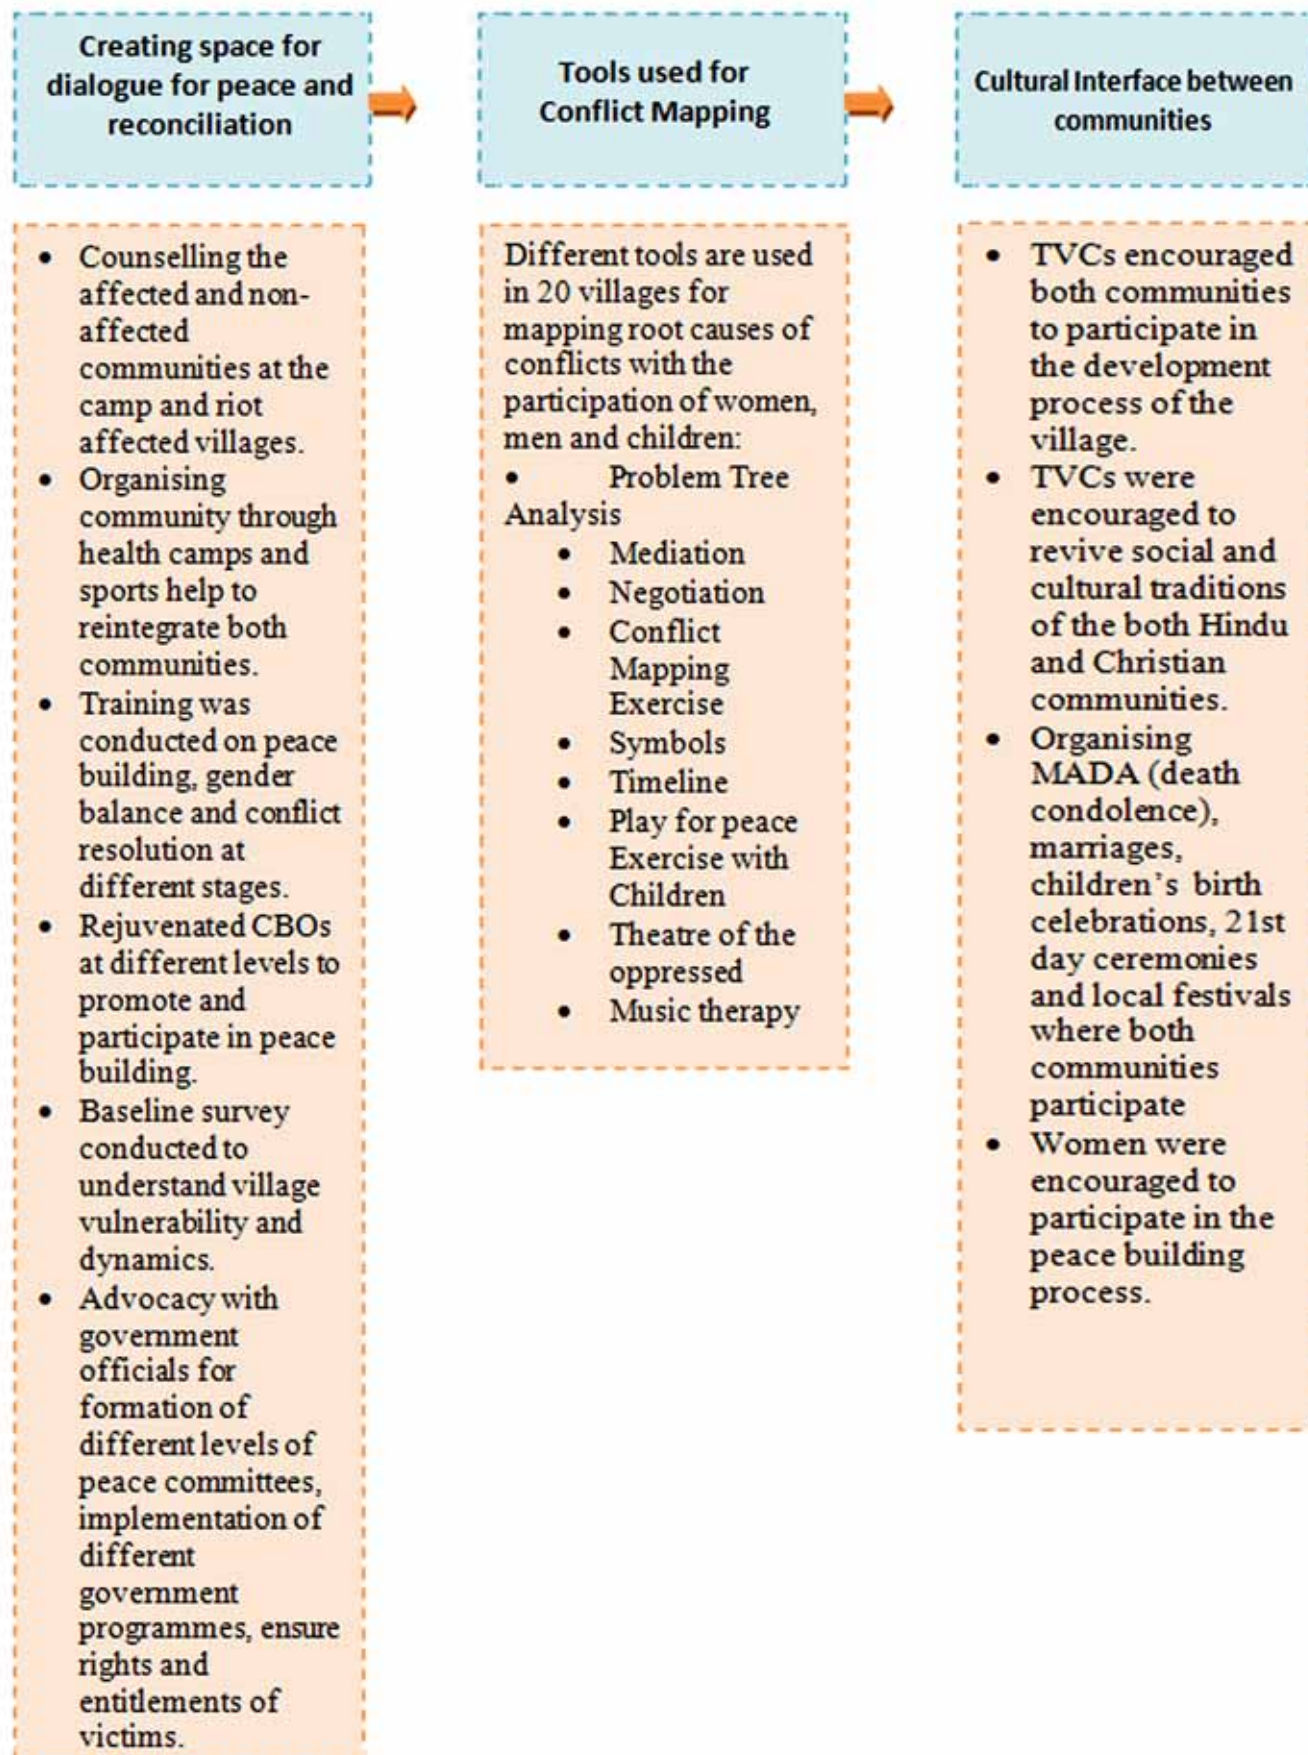 Creating space for
dialogue for peace and
reconciliation
Tools used for
Conflict Mapping
Cultural Interface between
communities
• Counselling the
affected and non-
affected
communities at the
camp and riot
affected villages.
• Organising
community through
health camps and
sports help to
reintegrate both
communities.
• Training was
conducted on peace
building, gender
balance and conflict
resolution at
different stages.
• Rejuvenated CBOs
at different levels to
promote and
participate in peace
building.
• Baseline survey
conducted to
understand village
vulnerability and
dynamics.
• Advocacy with
government
officials for
formation of
different levels of
peace committees,
implementation of
different
government
programmes, ensure
rights and
entitlements of
victims.
Different tools are used
in 20 villages for
mapping root causes of
conflicts with the
participation of women,
men and children:
• Problem Tree
Analysis
• Mediation
• Negotiation
• Conflict
Mapping
Exercise
• Symbols
• Timeline
• Play for peace
Exercise with
Children
• Theatre of the
oppressed
• Music therapy
• TVCs encouraged
both communities
to participate in
the development
process of the
village.
• TVCs were
encouraged to
revive social and
cultural traditions
of the both Hindu
and Christian
communities.
• Organising
MADA (death
condolence),
marriages,
children's birth
celebrations, 21st
day ceremonies
and local festivals
where both
communities
participate
• Women were
encouraged to
participate in the
peace building
process.